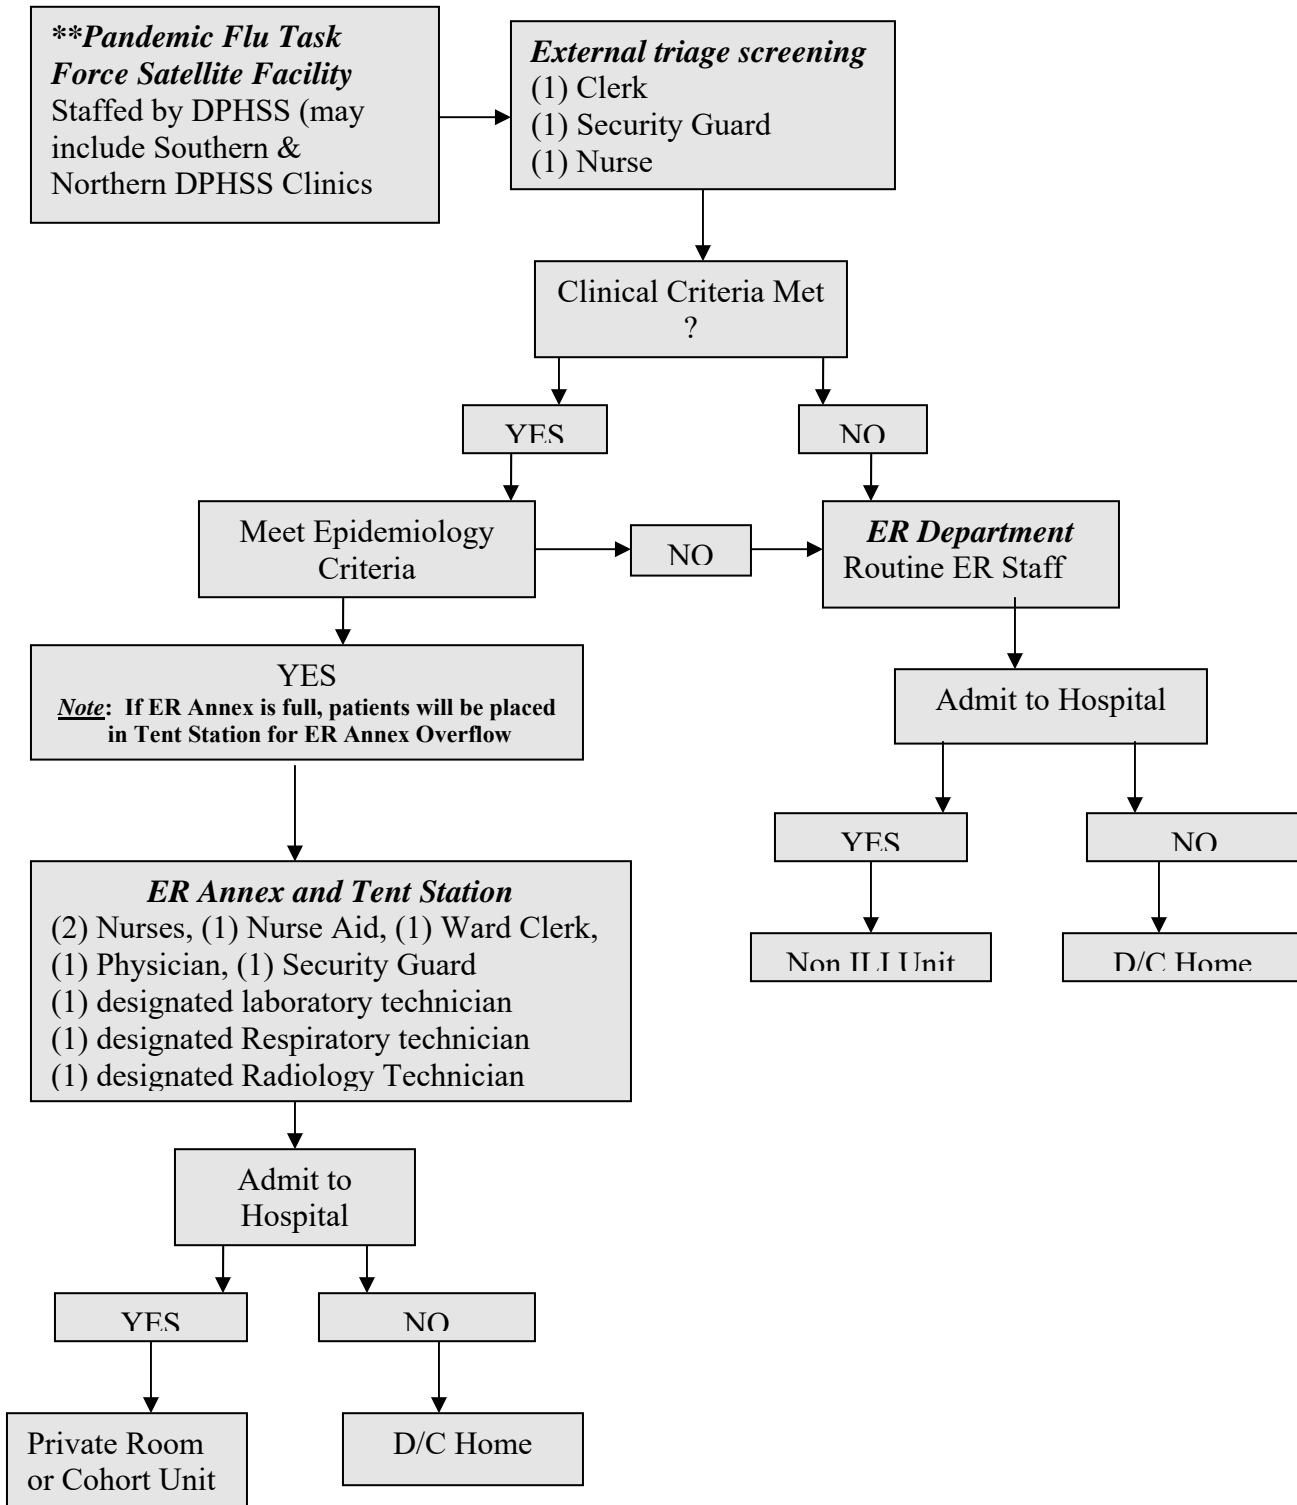 **Pandemic Flu Task
Force Satellite Facility
Staffed by DPHSS (may
include Southern &
Northern DPHSS Clinics
External triage screening
(1) Clerk
(1) Security Guard
(1) Nurse
Clinical Criteria Met
?
YES
NO
Meet Epidemiology
Criteria
NO
ER Department
Routine ER Staff
YES
Note: If ER Annex is full, patients will be placed
in Tent Station for ER Annex Overflow
Admit to Hospital
YES
NO
Non ILI Unit
D/C Home
ER Annex and Tent Station
(2) Nurses, (1) Nurse Aid, (1) Ward Clerk,
(1) Physician, (1) Security Guard
(1) designated laboratory technician
(1) designated Respiratory technician
(1) designated Radiology Technician
Admit to
Hospital
YES
NO
Private Room
or Cohort Unit
D/C Home